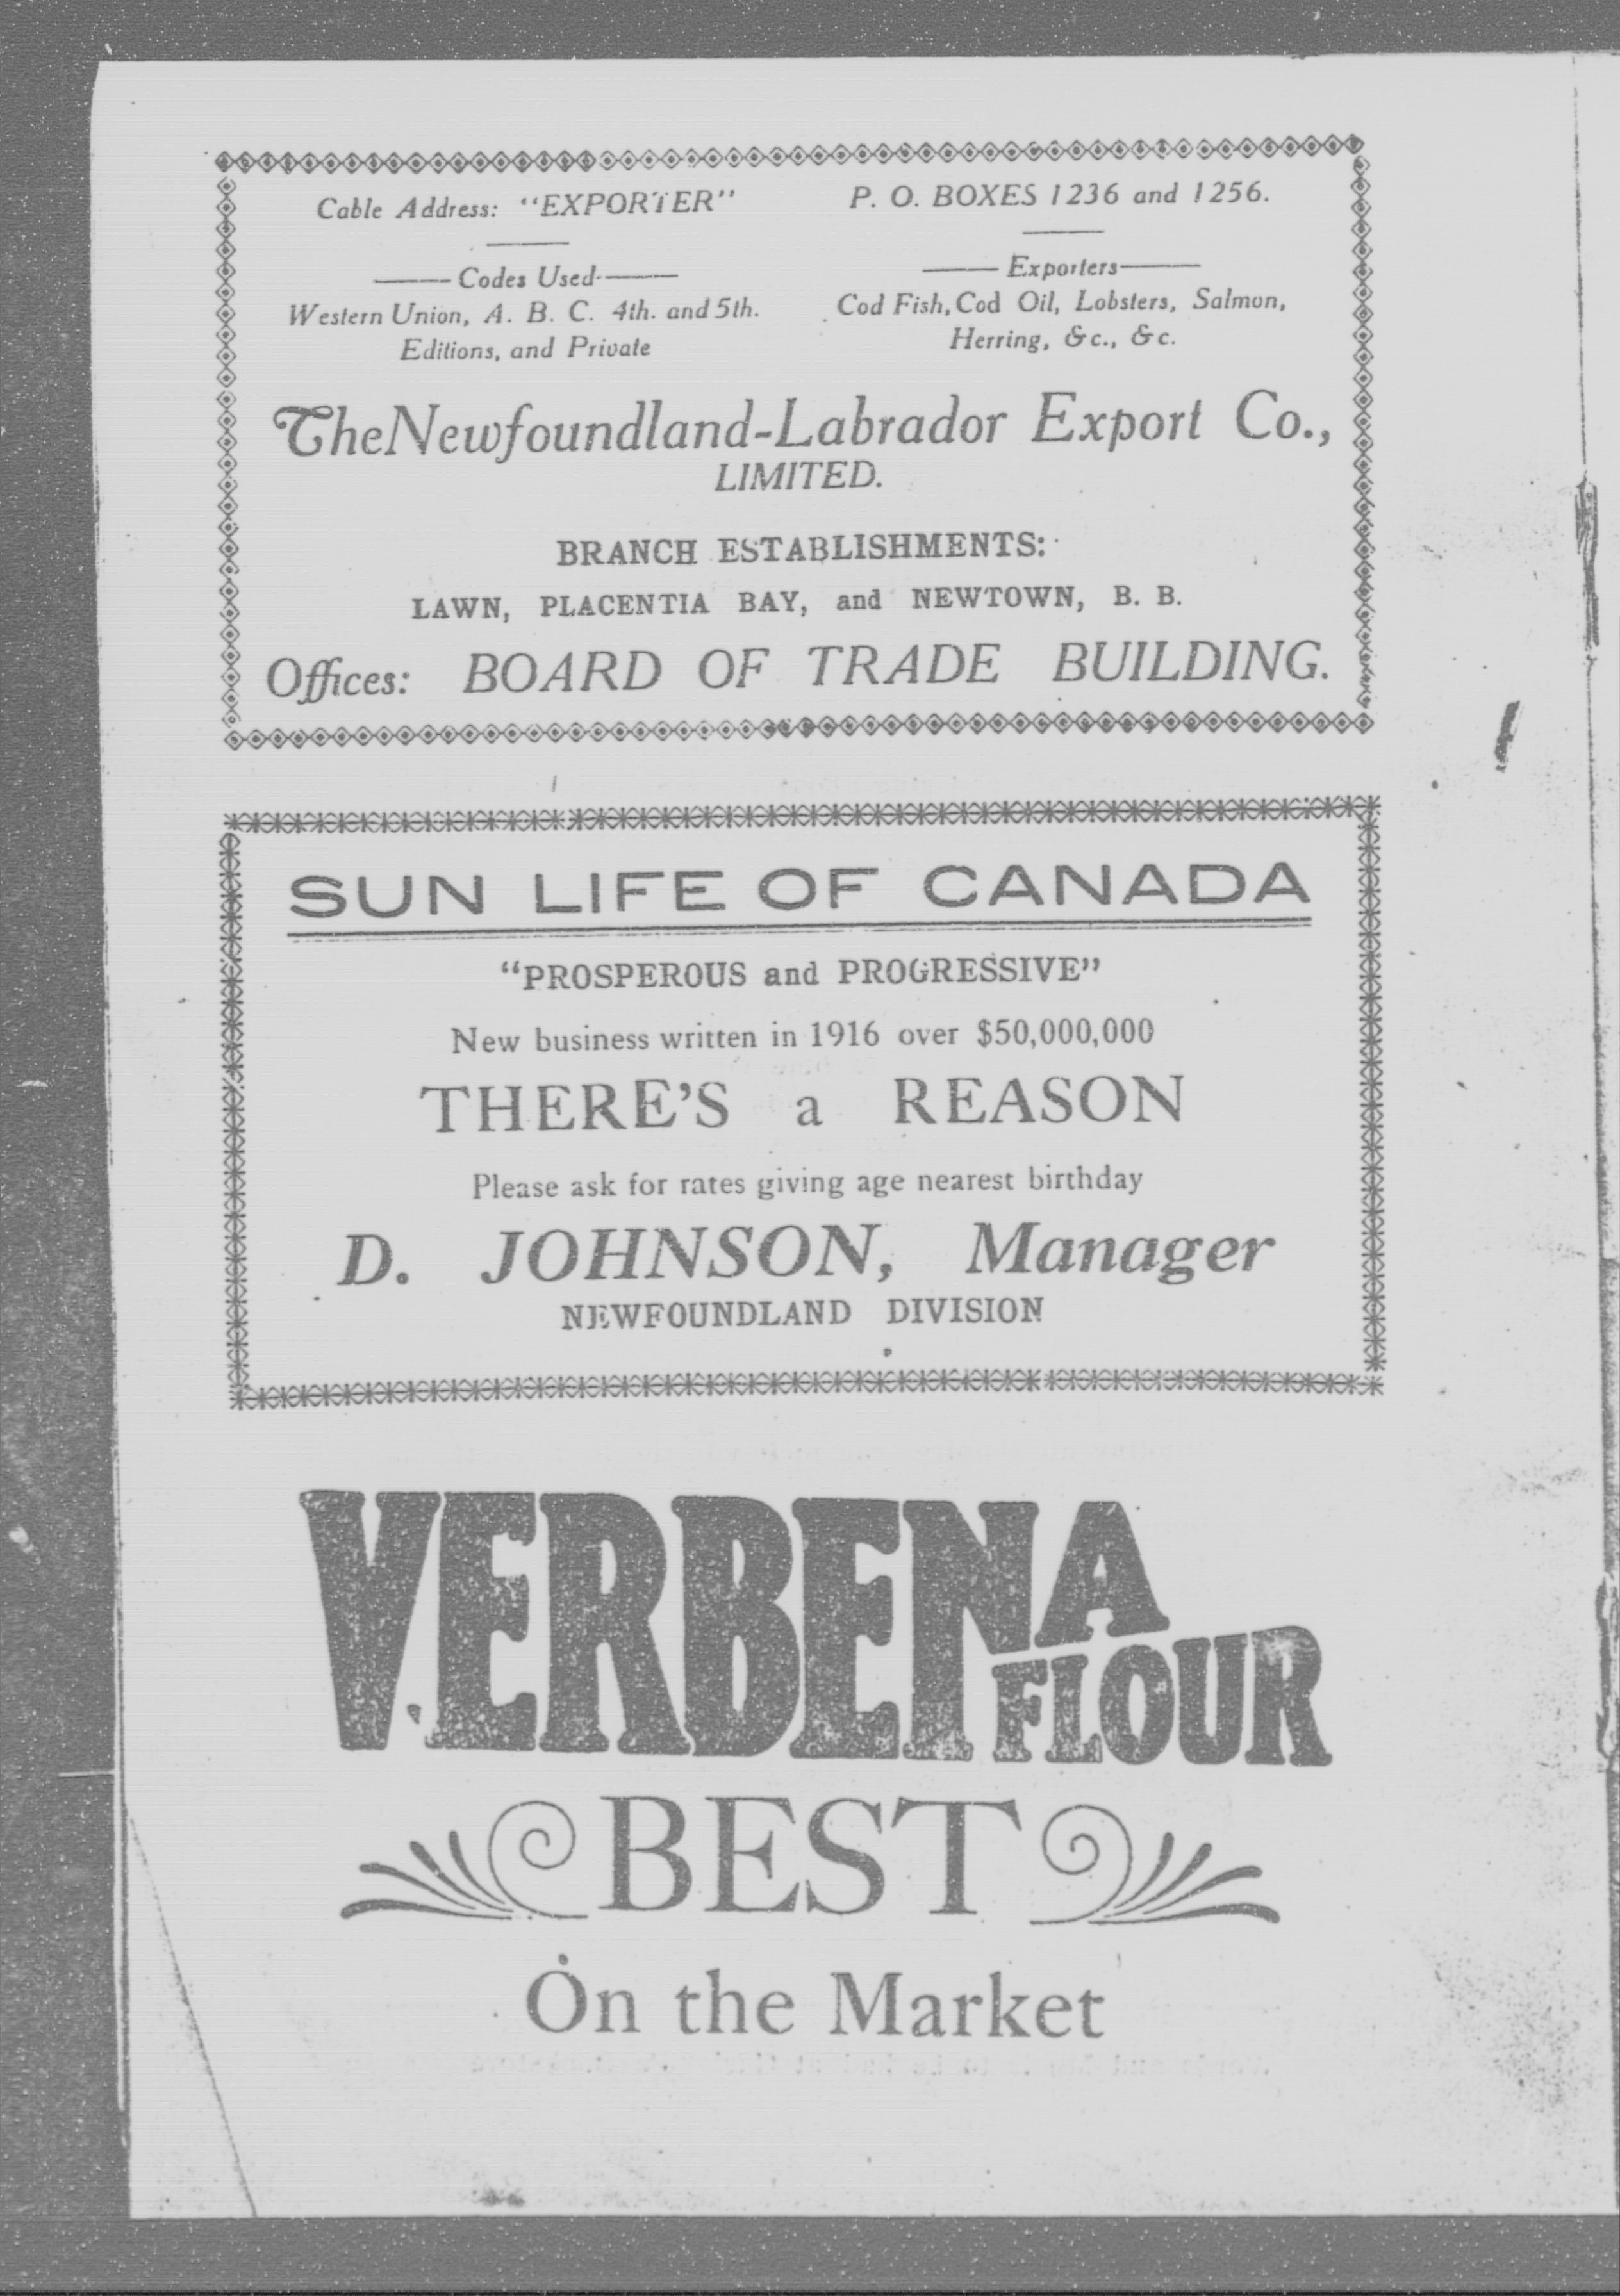 Cable Address: "EXPORTER"
Codes Used
Western Union, A. B. C. 4th. and 5th.
Editions, and Private
P. O. BOXES 1236 and 1256.
Exporters
Cod Fish, Cod Oil, Lobsters, Salmon,
Herring, &c., &c.
The Newfoundland-Labrador Export Co.,
LIMITED.
BRANCH ESTABLISHMENTS:
LAWN, PLACENTIA BAY, and NEWTOWN, B. B.
Offices: BOARD OF TRADE BUILDING.
SUN LIFE OF CANADA
"PROSPEROUS and PROGRESSIVE"
New business written in 1916 over $50,000,000
THERE'S a REASON
Please ask for rates giving age nearest birthday
D. JOHNSON, Manager
NEWFOUNDLAND DIVISION
VERBENA
FLOUR
BEST
On the Market